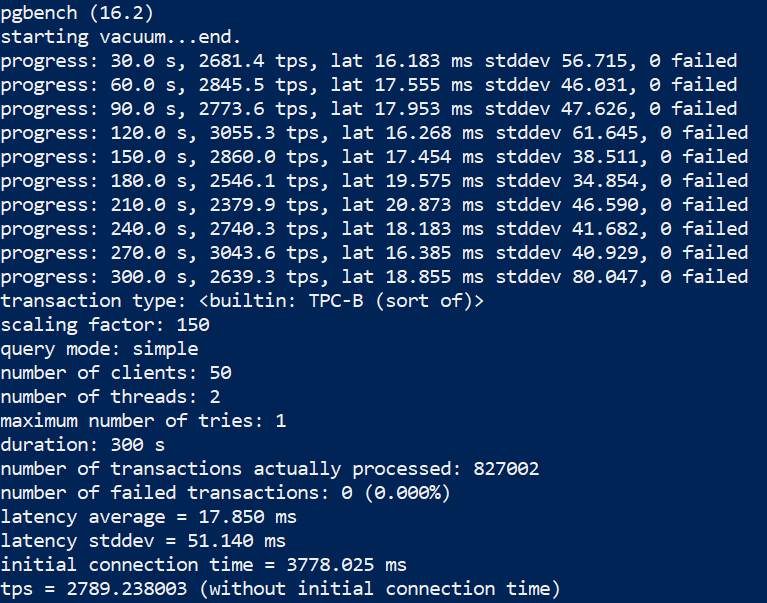 pgbench (16.2)
starting vacuum...end.
progress: 30.0 s, 2681.4 tps, lat 16.183 ms stddev 56.715, 0 failed
progress: 60.0 s, 2845.5 tps, lat 17.555 ms stddev 46.031, 0 failed
progress: 90.0 s, 2773.6 tps, lat 17.953 ms stddev 47.626, 0 failed
progress: 120.0 s, 3055.3 tps, lat 16.268 ms stddev 61.645, 0 failed
progress: 150.0 s, 2860.0 tps, lat 17.454 ms stddev 38.511, 0 failed
progress: 180.0 s, 2546.1 tps, lat 19.575 ms stddev 34.854, 0 failed
progress: 210.0 s, 2379.9 tps, lat 20.873 ms stddev 46.590, 0 failed
progress: 240.0 s, 2740.3 tps, lat 18.183 ms stddev 41.682, 0 failed
progress: 270.0 s, 3043.6 tps, lat 16.385 ms stddev 40.929, 0 failed
progress: 300.0 s, 2639.3 tps, lat 18.855 ms stddev 80.047, 0 failed
transaction type: <builtin: TPC-B (sort of)>
scaling factor: 150
query mode: simple
number of clients: 50
number of threads: 2
maximum number of tries: 1
duration: 300 s
number of transactions actually processed: 827002
number of failed transactions: 0 (0.000%)
latency average = 17.850 ms
latency stddev = 51.140 ms
initial connection time = 3778.025 ms
tps = 2789.238003 (without initial connection time)